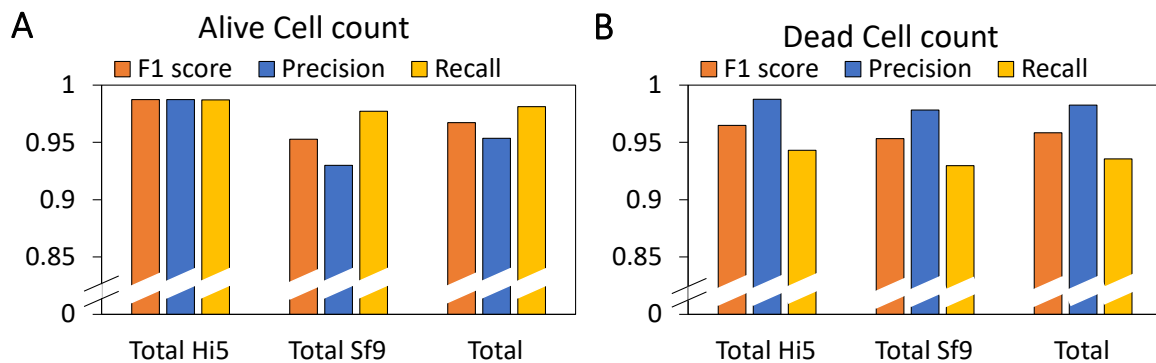 A
Alive Cell count
F1 score Precision Recall
1
0.95
0.9
0.85
0
Total Hi5 Total Sf9 Total
B
Dead Cell count
F1 score Precision Recall
1
0.95
0.9
0.85
0
Total Hi5 Total Sf9 Total